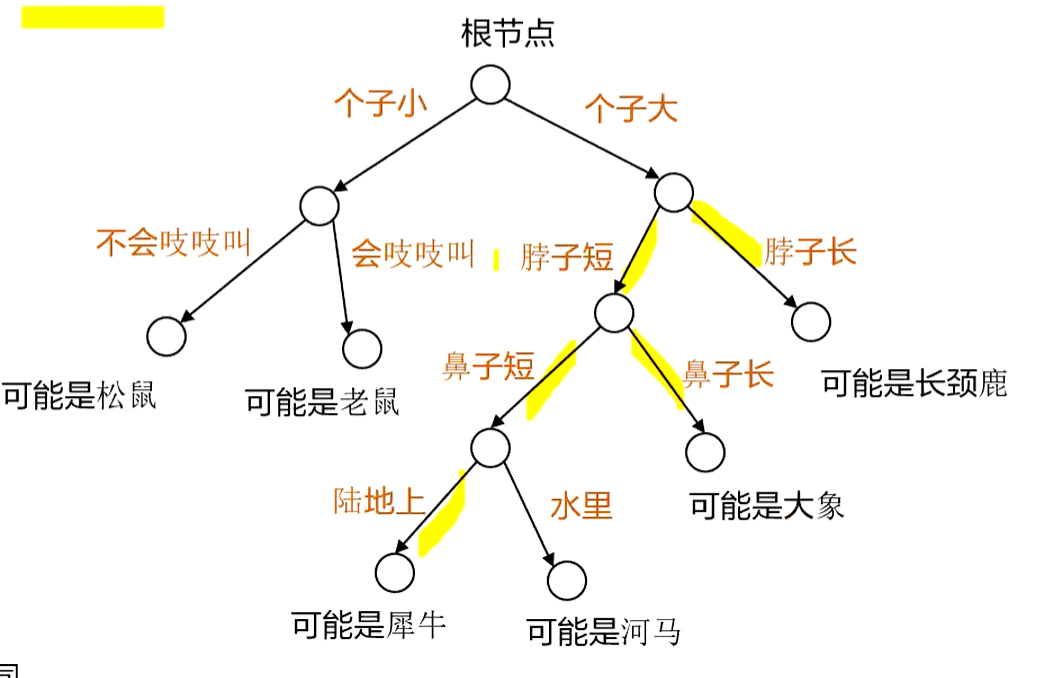 根节点
个子小
个子大
不会吱吱叫
会吱吱叫
脖子短
脖子长
鼻子短
鼻子长
可能是松鼠
可能是老鼠
可能是长颈鹿
陆地上
水里
可能是大象
可能是犀牛
可能是河马